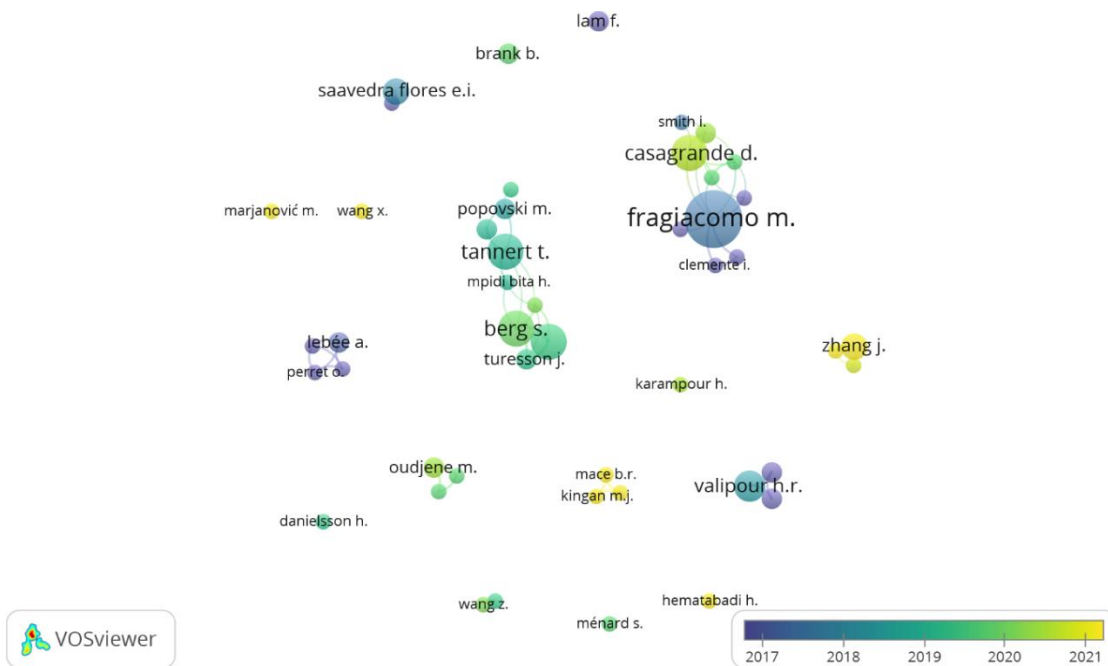 lam f.
brank b.
saavedra flores e.i.
smith i.
casagrande d.
marjanović m.
wang x.
popovski m.
fragiacomo m.
tannert t.
clemente i.
mpidi bita h.
berg s.
lebée a.
zhang j.
turesson j.
perret o.
karampour h.
oudjene m.
mace b.r.
valipour h.r.
kingan m.j.
danielsson h.
wang z.
hematabadi h.
ménard s.
VOSviewer
2017 2018 2019 2020 2021